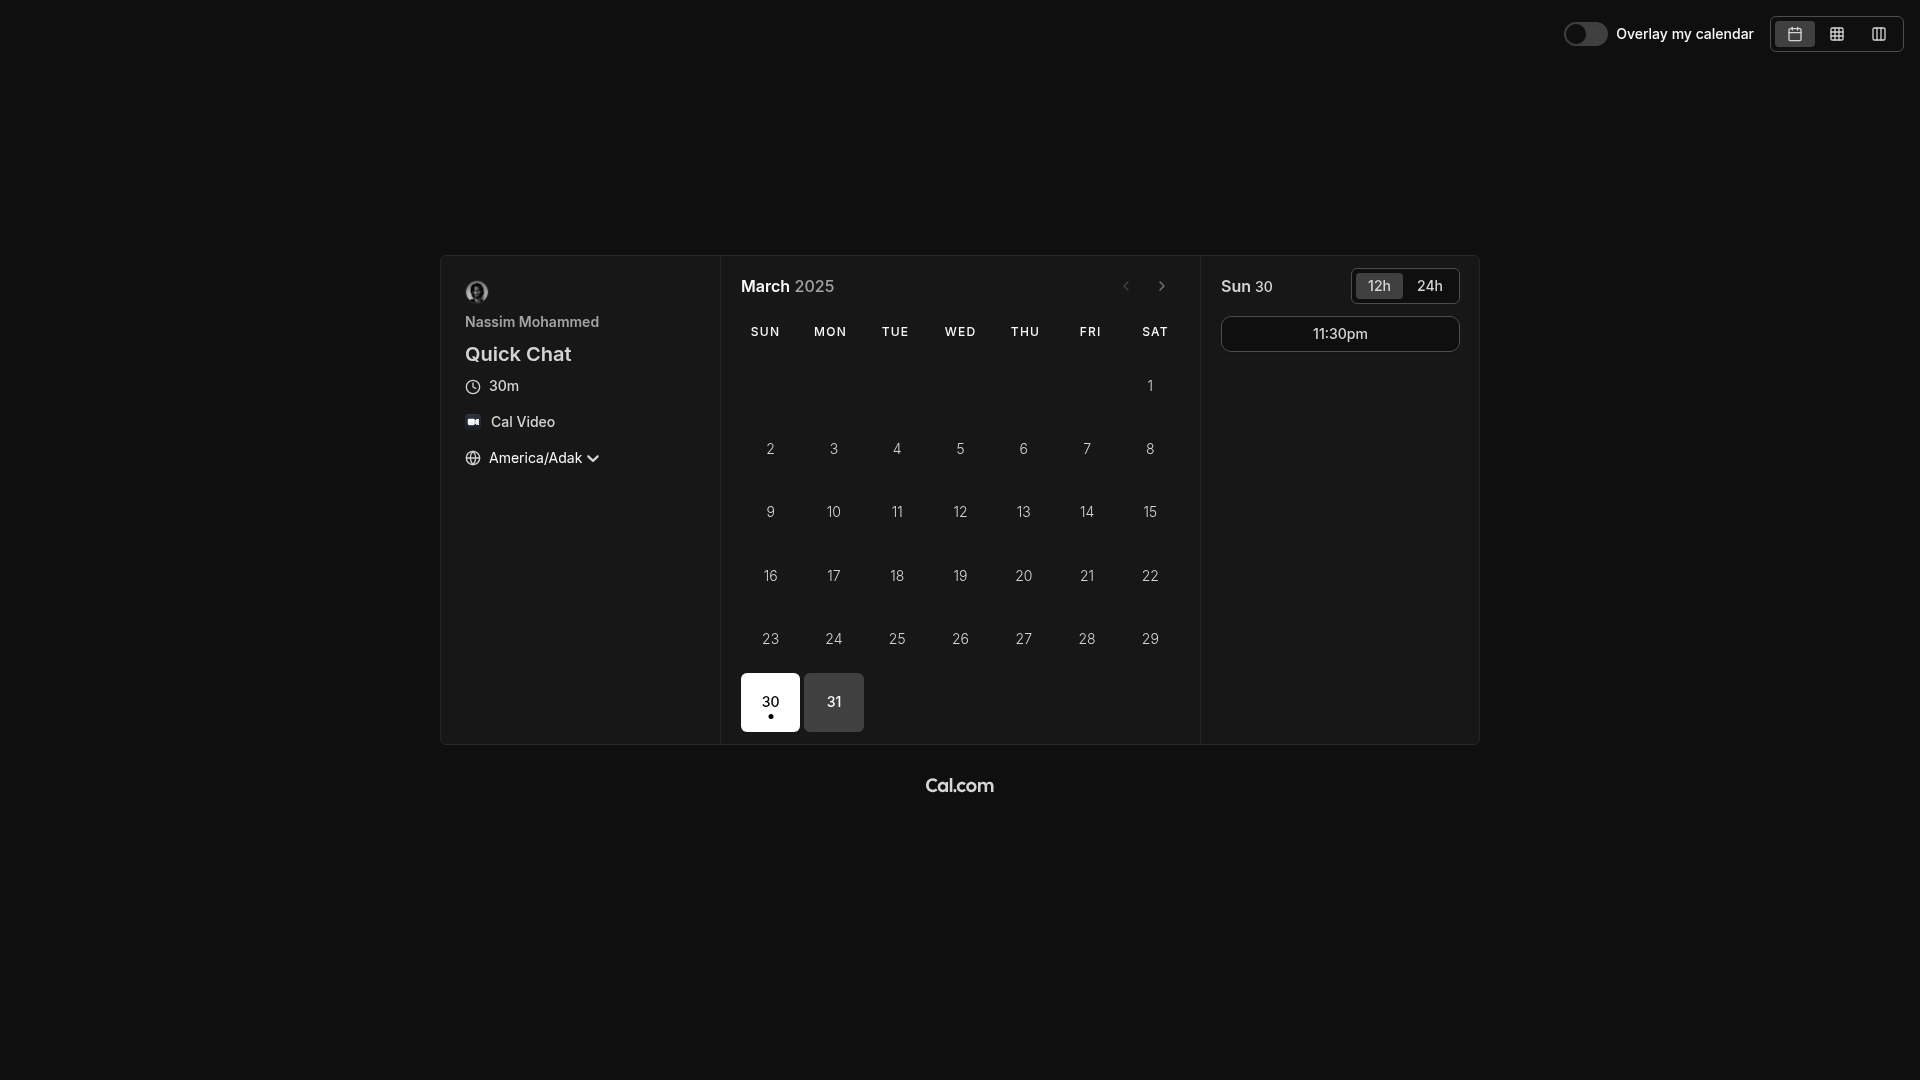 Overlay my calendar
Nassim Mohammed
Quick Chat
30m
Cal Video
America/Adak
March 2025
SUN MON TUE WED THU FRI SAT
1
2 3 4 5 6 7 8
9 10 11 12 13 14 15
16 17 18 19 20 21 22
23 24 25 26 27 28 29
30 31
Sun 30
12h 24h
11:30pm
Cal.com